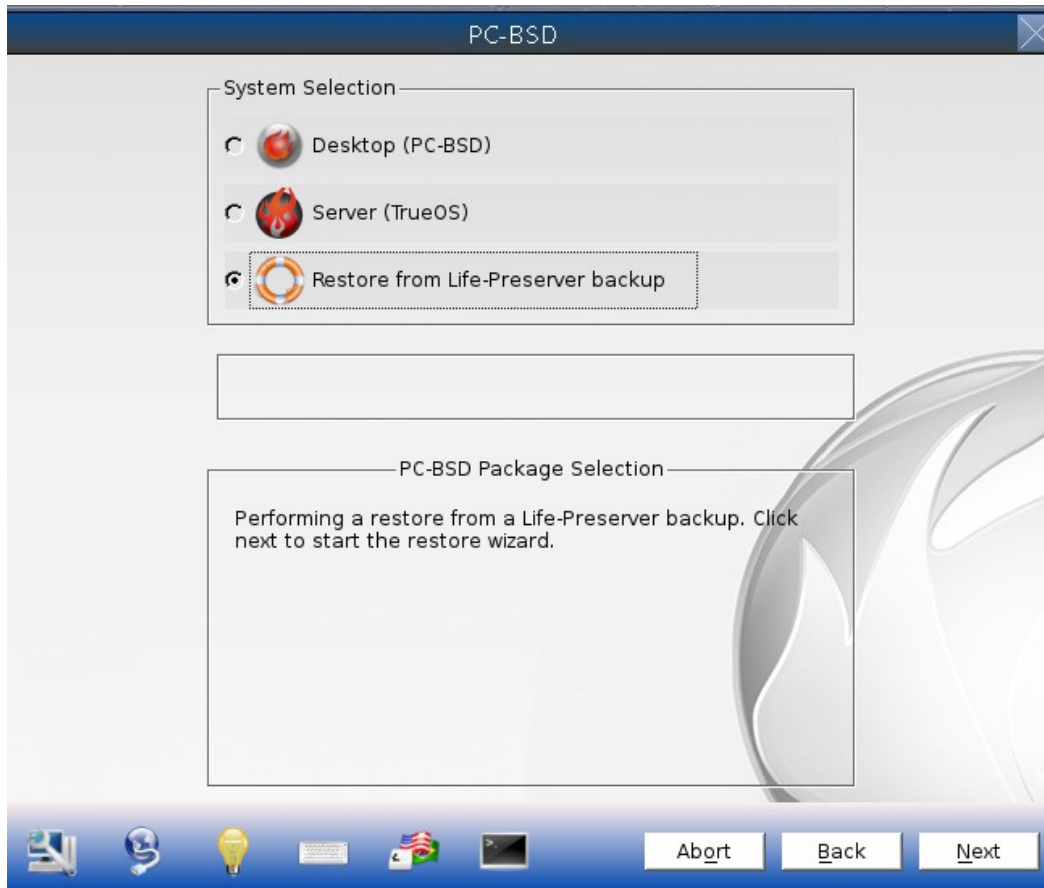 PC-BSD
System Selection
Desktop (PC-BSD)
Server (TrueOS)
Restore from Life-Preserver backup
PC-BSD Package Selection
Performing a restore from a Life-Preserver backup. Click
next to start the restore wizard.
Abort Back Next